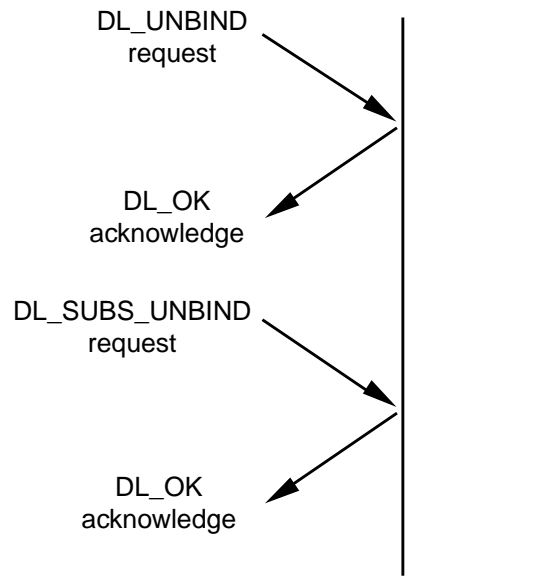 DL_UNBIND
request
DL_OK
acknowledge
DL_SUBS_UNBIND
request
DL_OK
acknowledge